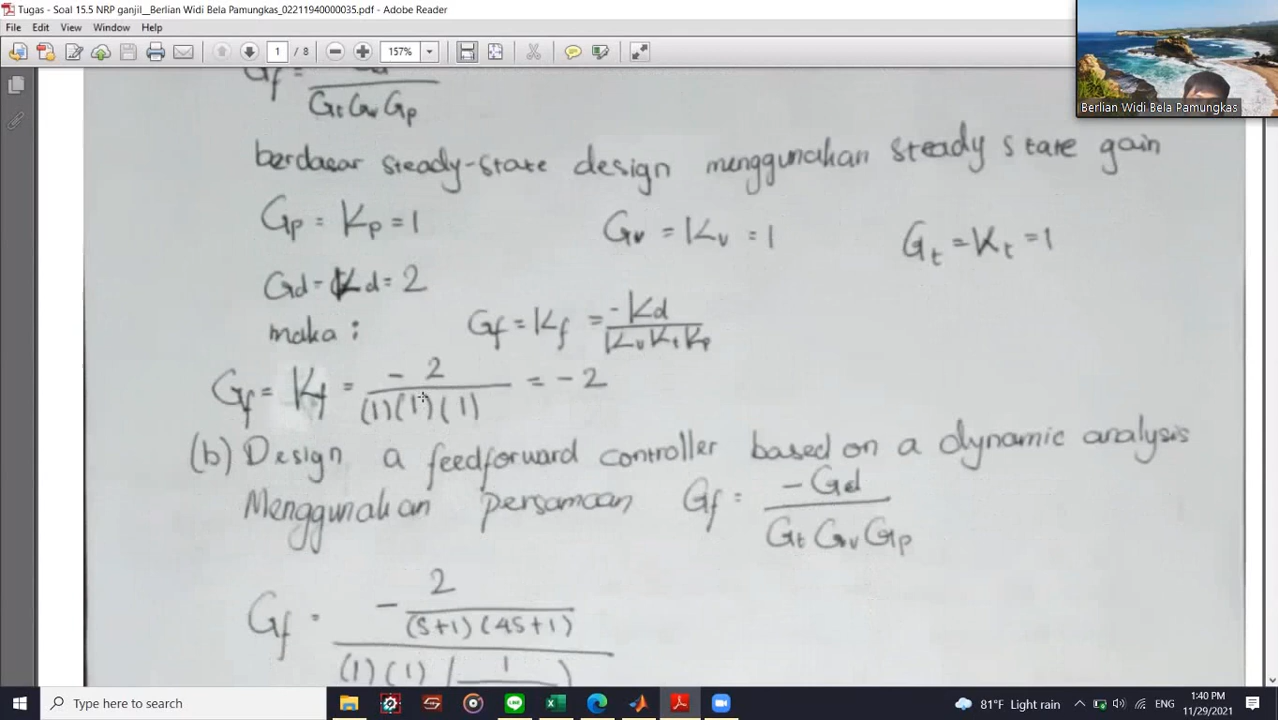 Tugas - Soal 15.5 NRP ganjil__Berlian Widi Bela Pamungkas_02211940000035.pdf - Adobe Reader
File Edit View Window Help
1 / 8 157%
Berlian Widi Bela Pamungkas
Gf =
Gt Gv Gp
berdasar steady-state design menggunakan steady state gain
Gp = Kp = 1 Gv = Kv = 1 Gt = Kt = 1
Gd = Kd = 2
maka : Gf = Kf = -Kd / Kv Kt Kp
Gf = Kf = - 2 / (1)(1)(1) = -2
(b) Design a feedforward controller based on a dynamic analysis
Menggunakan persamaan Gf = -Gd / Gt Gv Gp
Gf = - 2 / (s+1)(4s+1)
(1)(1) ( 1 )
Type here to search
81°F Light rain ENG 1:40 PM
11/29/2021